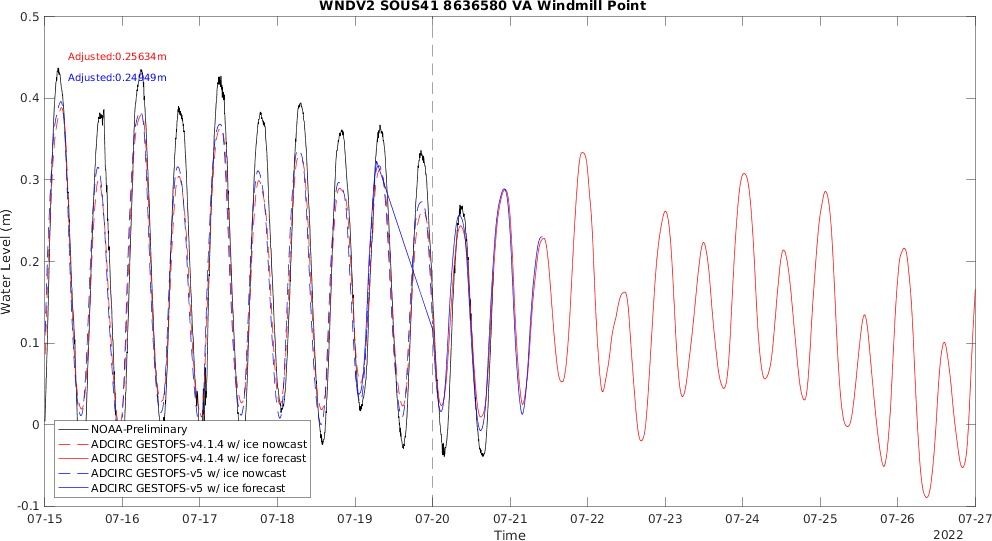 WNDV2 SOUS41 8636580 VA Windmill Point
Adjusted:0.25634m
Adjusted:0.24949m
Water Level (m)
0.5
0.4
0.3
0.2
0.1
0
-0.1
NOAA-Preliminary
ADCIRC GESTOFS-v4.1.4 w/ ice nowcast
ADCIRC GESTOFS-v4.1.4 w/ ice forecast
ADCIRC GESTOFS-v5 w/ ice nowcast
ADCIRC GESTOFS-v5 w/ ice forecast
07-15 07-16 07-17 07-18 07-19 07-20 07-21 07-22 07-23 07-24 07-25 07-26 07-27
Time
2022